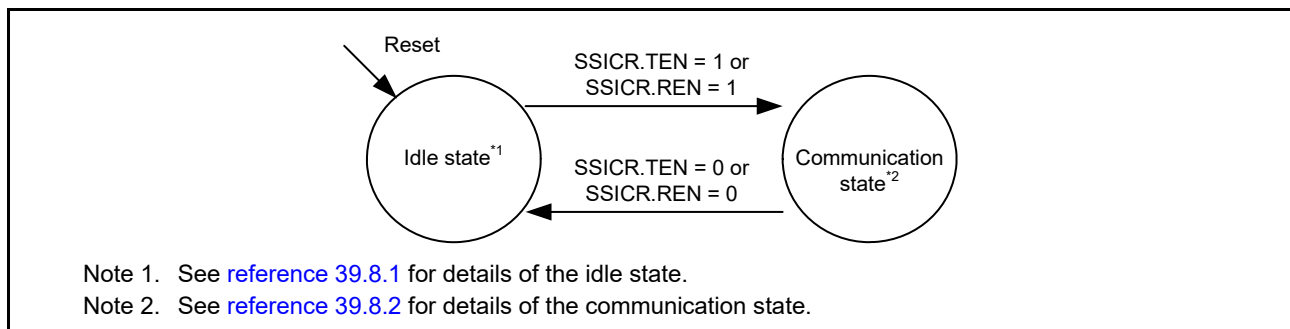 Reset
SSICR.TEN = 1 or
SSICR.REN = 1
Idle state*1
Communication
state*2
SSICR.TEN = 0 or
SSICR.REN = 0
Note 1. See reference 39.8.1 for details of the idle state.
Note 2. See reference 39.8.2 for details of the communication state.